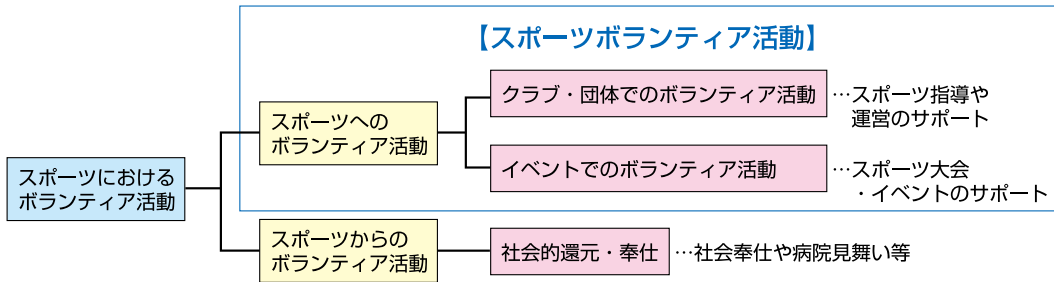 【スポーツボランティア活動】
スポーツにおける
ボランティア活動
スポーツへの
ボランティア活動
クラブ・団体でのボランティア活動
…スポーツ指導や
運営のサポート
イベントでのボランティア活動
…スポーツ大会
・イベントのサポート
スポーツからの
ボランティア活動
社会的還元・奉仕
…社会奉仕や病院見舞い等